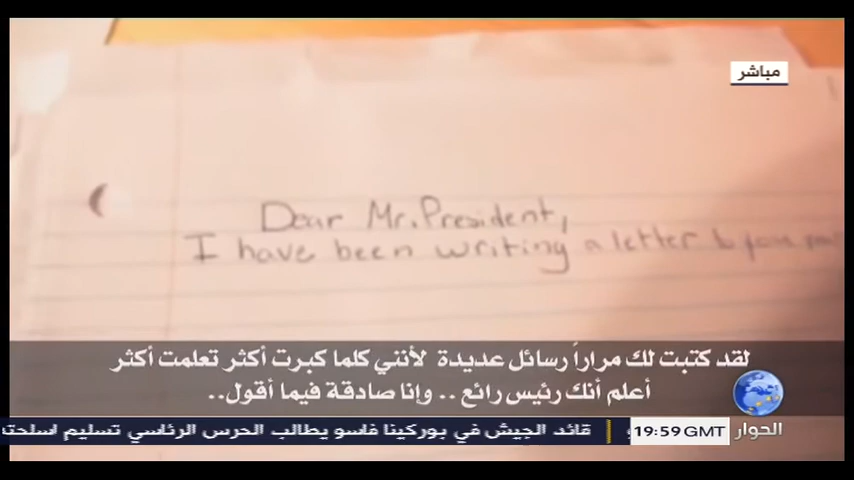 مباشر
Dear Mr. President,
I have been writing a letter
لقد كتبت لك مراراً رسائل عديدة لأنني كلما كبرت أكثر تعلمت أكثر
أعلم أنك رئيس رائع .. وإنا صادقة فيما أقول..
الحوار
19:59 GMT
قائد الجيش في بوركينا فاسو يطالب الحرس الرئاسي تسليم اسلحت